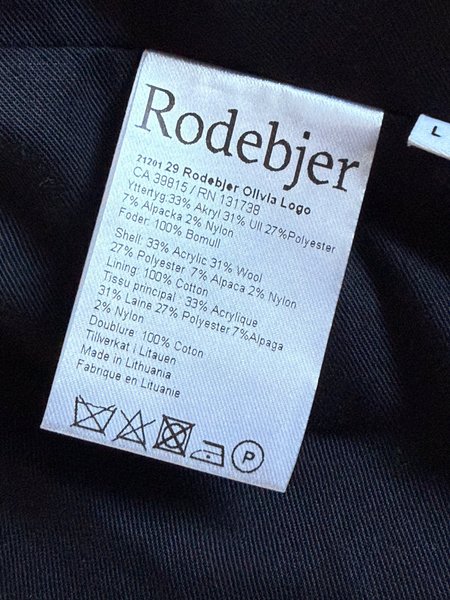 Rodebjer
21201 29 Rodebjer Olivia Logo
CA 39815 / RN 131738
Yttertyg:33% Akryl 31% Ull 27%Polyester
7% Alpacka 2% Nylon
Foder: 100% Bomull
Shell: 33% Acrylic 31% Wool
27% Polyester 7% Alpaca 2% Nylon
Lining: 100% Cotton
Tissu principal : 33% Acrylique
31% Laine 27% Polyester 7%Alpaga
2% Nylon
Doublure: 100% Coton
Tillverkat i Litauen
Made in Lithuania
Fabrique en Lituanie
P
L